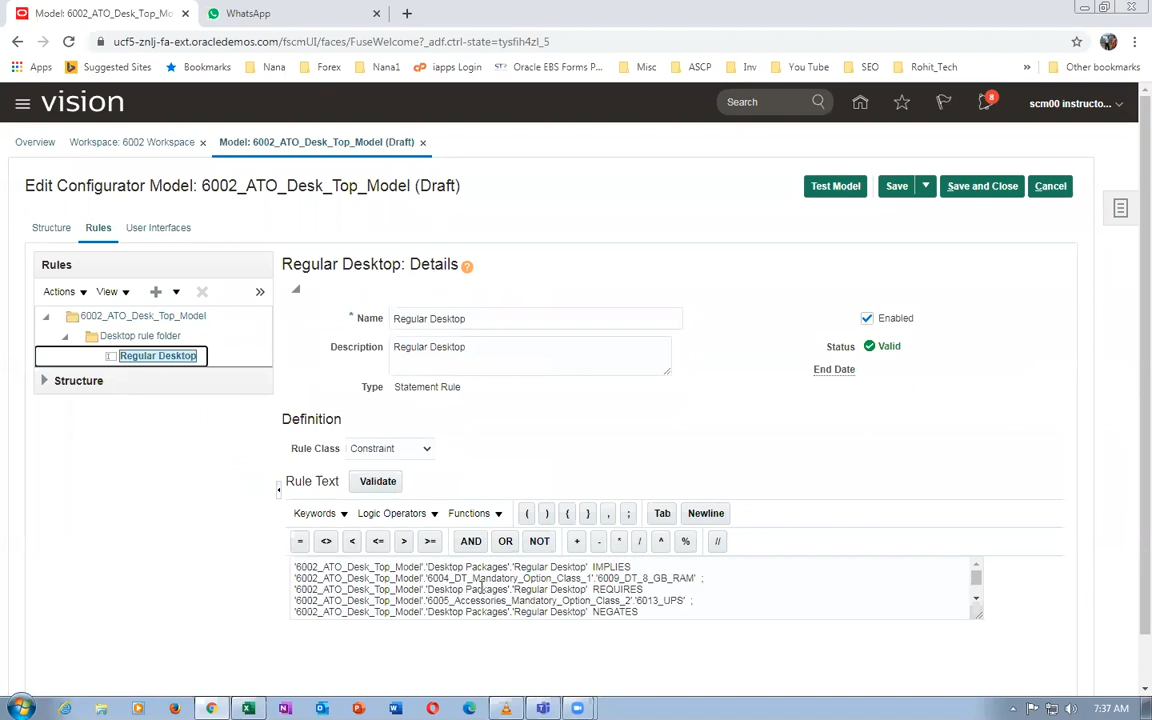 Model: 6002_ATO_Desk_Top_Mo
WhatsApp
ucf5-znlj-fa-ext.oracledemos.com/fscmUI/faces/FuseWelcome?_adf.ctrl-state=tysfih4zl_5
Apps
Suggested Sites
Bookmarks
Nana
Forex
Nana1
iapps Login
Oracle EBS Forms P...
Misc
ASCP
Inv
You Tube
SEO
Rohit_Tech
»
Other bookmarks
vision
Search
8
scm00 instructo...
Overview
Workspace: 6002 Workspace
Model: 6002_ATO_Desk_Top_Model (Draft)
Edit Configurator Model: 6002_ATO_Desk_Top_Model (Draft)
Test Model
Save
Save and Close
Cancel
Structure
Rules
User Interfaces
Rules
Actions
View
»
6002_ATO_Desk_Top_Model
Desktop rule folder
Regular Desktop
Structure
Regular Desktop: Details
* Name Regular Desktop
Enabled
Description Regular Desktop
Status Valid
End Date
Type Statement Rule
Definition
Rule Class Constraint
Rule Text Validate
Keywords Logic Operators Functions ( ) { } , ; Tab Newline
= <> < <= > >= AND OR NOT + - * / ^ % //
'6002_ATO_Desk_Top_Model'.'Desktop Packages'.'Regular Desktop' IMPLIES
'6002_ATO_Desk_Top_Model'.'6004_DT_Mandatory_Option_Class_1'.'6009_DT_8_GB_RAM' ;
'6002_ATO_Desk_Top_Model'.'Desktop Packages'.'Regular Desktop' REQUIRES
'6002_ATO_Desk_Top_Model'.'6005_Accessories_Mandatory_Option_Class_2'.'6013_UPS' ;
'6002_ATO_Desk_Top_Model'.'Desktop Packages'.'Regular Desktop' NEGATES
7:37 AM